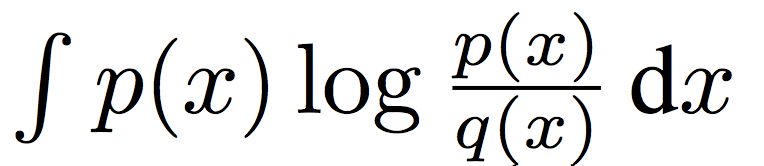 ∫ p(x) log p(x)/q(x) dx